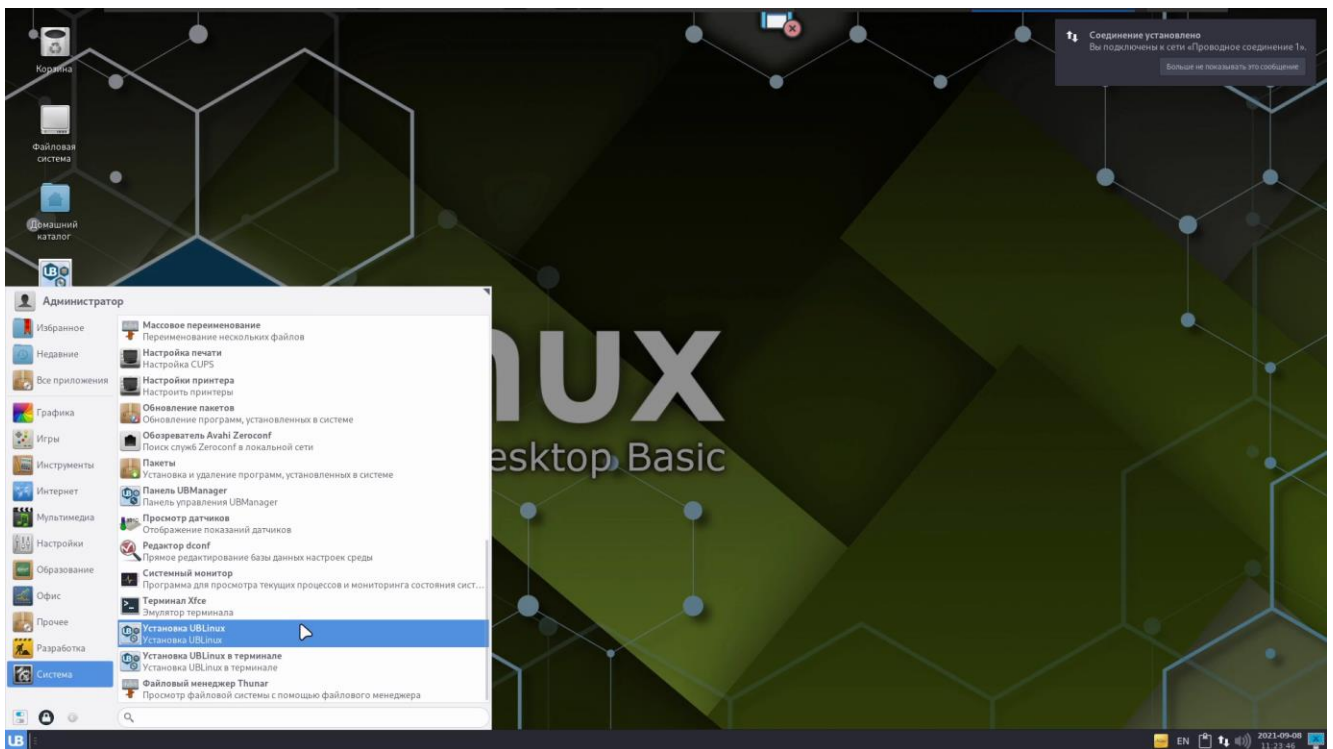 Корзина
Файловая
система
Домашний
каталог
Соединение установлено
Вы подключены к сети «Проводное соединение 1».
Больше не показывать это сообщение
nux
esktop Basic
Администратор
Избранное
Недавние
Все приложения
Графика
Игры
Инструменты
Интернет
Мультимедиа
Настройки
Образование
Офис
Прочее
Разработка
Система
Массовое переименование
Переименование нескольких файлов
Настройка печати
Настройка CUPS
Настройки принтера
Настроить принтеры
Обновление пакетов
Обновление программ, установленных в системе
Обозреватель Avahi Zeroconf
Поиск служб Zeroconf в локальной сети
Пакеты
Установка и удаление программ, установленных в системе
Панель UBManager
Панель управления UBManager
Просмотр датчиков
Отображение показаний датчиков
Редактор dconf
Прямое редактирование базы данных настроек среды
Системный монитор
Программа для просмотра текущих процессов и мониторинга состояния сист...
Терминал Xfce
Эмулятор терминала
Установка UBLinux
Установка UBLinux
Установка UBLinux в терминале
Установка UBLinux в терминале
Файловый менеджер Thunar
Просмотр файловой системы с помощью файлового менеджера
UB
EN
2021-09-08
11:23:46